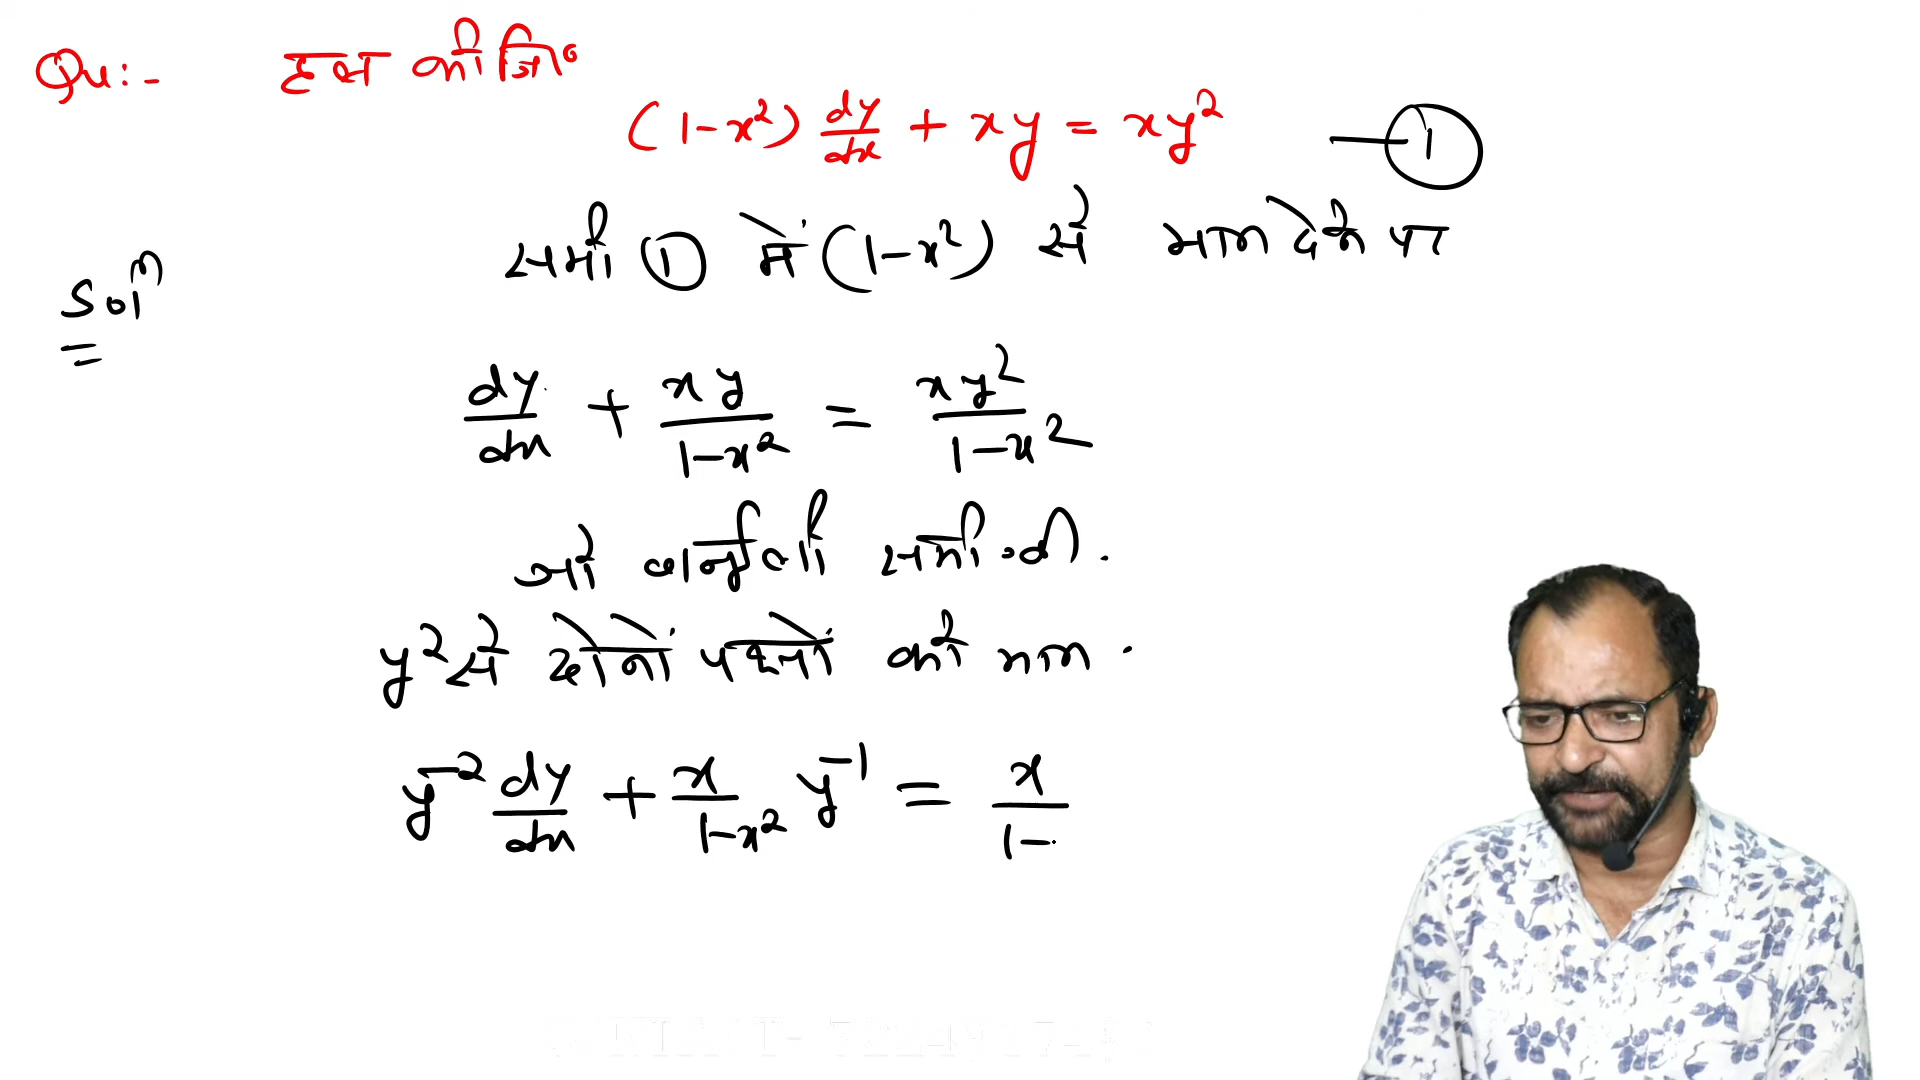 Qu:- हल कीजिए
(1-x²) dy/dx + xy = xy² — ①
समी ① में (1-x²) से भाग देने पर
Solⁿ
dy/dx + xy/1-x² = xy²/1-x²
जो बर्नूली समी० की.
y² से दोनों पक्षों को भाग.
y⁻² dy/dx + x/1-x² y⁻¹ = x/1-